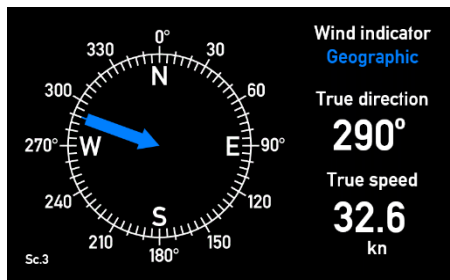 Wind indicator
Geographic
True direction
290°
True speed
32.6
kn
0°
30
60
90°
120
150
180°
210
240
270°
300
330
N
E
S
W
Sc.3